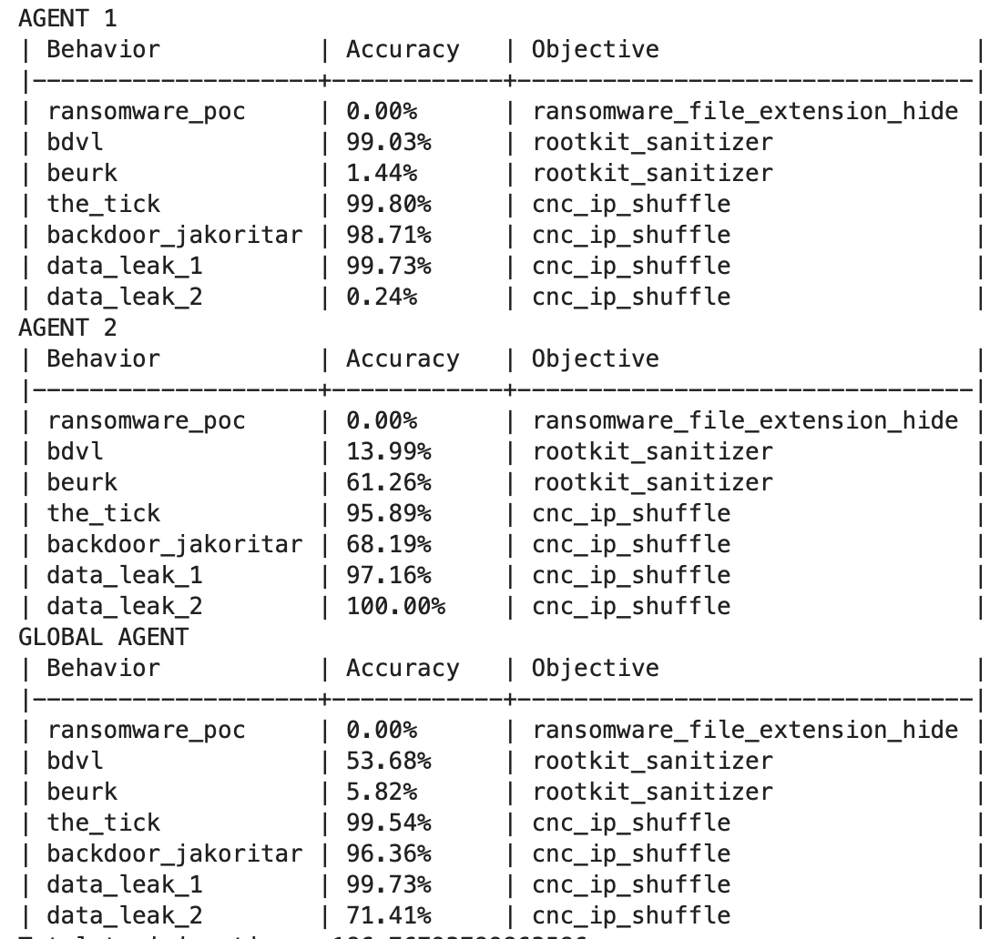 AGENT 1
| Behavior | Accuracy | Objective |
|--------------------+------------+--------------------------------|
| ransomware_poc | 0.00% | ransomware_file_extension_hide |
| bdvl | 99.03% | rootkit_sanitizer |
| beurk | 1.44% | rootkit_sanitizer |
| the_tick | 99.80% | cnc_ip_shuffle |
| backdoor_jakoritar | 98.71% | cnc_ip_shuffle |
| data_leak_1 | 99.73% | cnc_ip_shuffle |
| data_leak_2 | 0.24% | cnc_ip_shuffle |
AGENT 2
| Behavior | Accuracy | Objective |
|--------------------+------------+--------------------------------|
| ransomware_poc | 0.00% | ransomware_file_extension_hide |
| bdvl | 13.99% | rootkit_sanitizer |
| beurk | 61.26% | rootkit_sanitizer |
| the_tick | 95.89% | cnc_ip_shuffle |
| backdoor_jakoritar | 68.19% | cnc_ip_shuffle |
| data_leak_1 | 97.16% | cnc_ip_shuffle |
| data_leak_2 | 100.00% | cnc_ip_shuffle |
GLOBAL AGENT
| Behavior | Accuracy | Objective |
|--------------------+------------+--------------------------------|
| ransomware_poc | 0.00% | ransomware_file_extension_hide |
| bdvl | 53.68% | rootkit_sanitizer |
| beurk | 5.82% | rootkit_sanitizer |
| the_tick | 99.54% | cnc_ip_shuffle |
| backdoor_jakoritar | 96.36% | cnc_ip_shuffle |
| data_leak_1 | 99.73% | cnc_ip_shuffle |
| data_leak_2 | 71.41% | cnc_ip_shuffle |